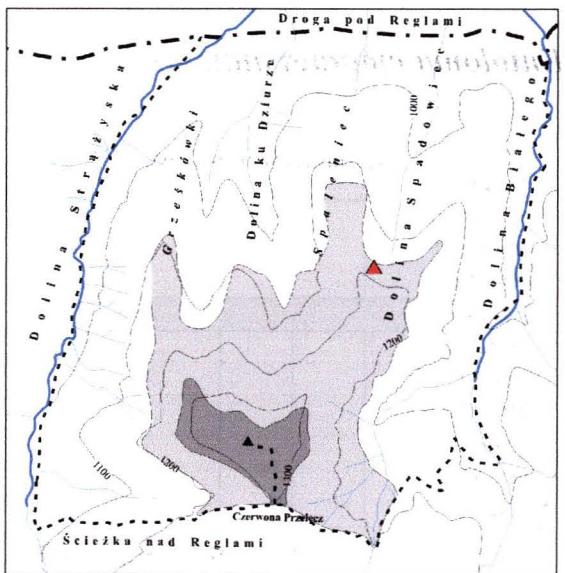 Droga pod Reglami
Dolina Strążyska
Grześkówki
Dolina ku Dziurze
Spaleniec
1000
Dolina Spadowiec
Dolina Białego
1200
1100
1200
1300
Czerwona Przełęcz
Ścieżka nad Reglami